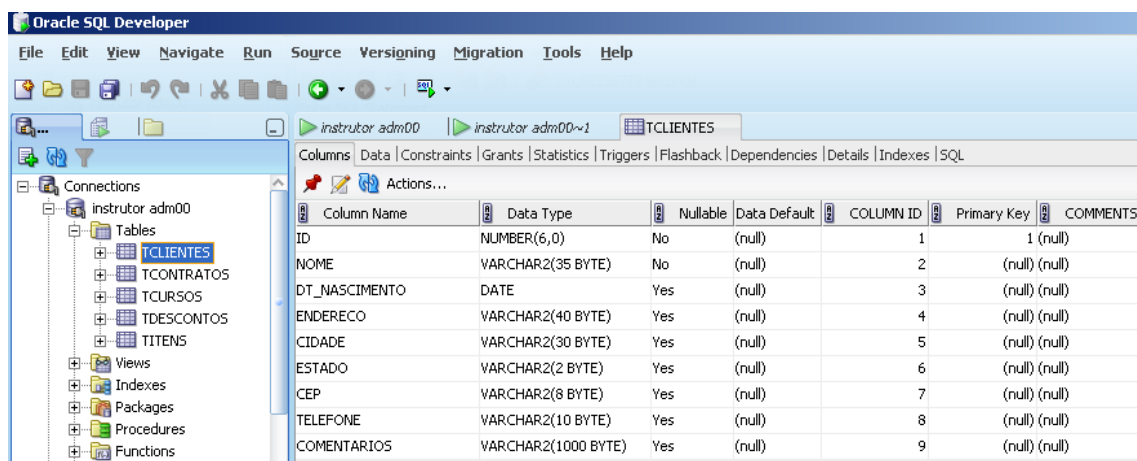 Oracle SQL Developer
File Edit View Navigate Run Source Versioning Migration Tools Help
instrutor adm00 instrutor adm00~1 TCLIENTES
Columns Data Constraints Grants Statistics Triggers Flashback Dependencies Details Indexes SQL
Actions...
Connections
instrutor adm00
Tables
TCLIENTES
TCONTRATOS
TCURSOS
TDESCONTOS
TITENS
Views
Indexes
Packages
Procedures
Functions
Column Name Data Type Nullable Data Default COLUMN ID Primary Key COMMENTS
ID NUMBER(6,0) No (null) 1 1 (null)
NOME VARCHAR2(35 BYTE) No (null) 2 (null) (null)
DT_NASCIMENTO DATE Yes (null) 3 (null) (null)
ENDERECO VARCHAR2(40 BYTE) Yes (null) 4 (null) (null)
CIDADE VARCHAR2(30 BYTE) Yes (null) 5 (null) (null)
ESTADO VARCHAR2(2 BYTE) Yes (null) 6 (null) (null)
CEP VARCHAR2(8 BYTE) Yes (null) 7 (null) (null)
TELEFONE VARCHAR2(10 BYTE) Yes (null) 8 (null) (null)
COMENTARIOS VARCHAR2(1000 BYTE) Yes (null) 9 (null) (null)